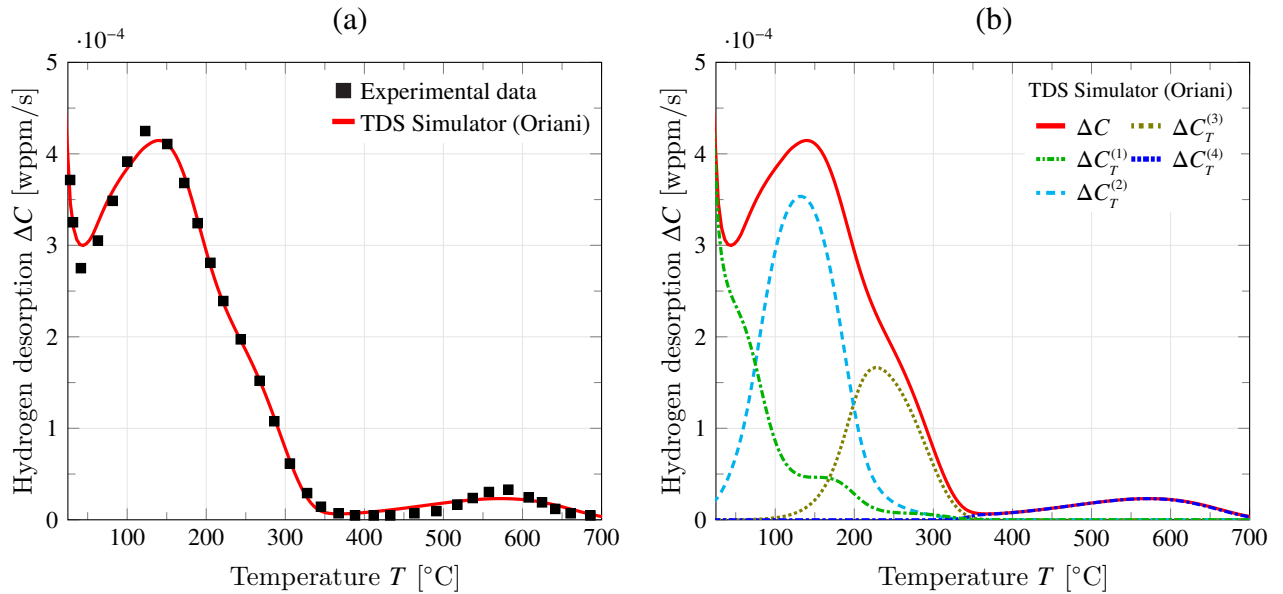 (a)
·10⁻⁴
5
4
3
2
1
0
100 200 300 400 500 600 700
Temperature T [°C]
Hydrogen desorption ΔC [wppm/s]
Experimental data
TDS Simulator (Oriani)
(b)
·10⁻⁴
5
4
3
2
1
0
100 200 300 400 500 600 700
Temperature T [°C]
Hydrogen desorption ΔC [wppm/s]
TDS Simulator (Oriani)
ΔC ΔC_T^(3)
ΔC_T^(1) ΔC_T^(4)
ΔC_T^(2)